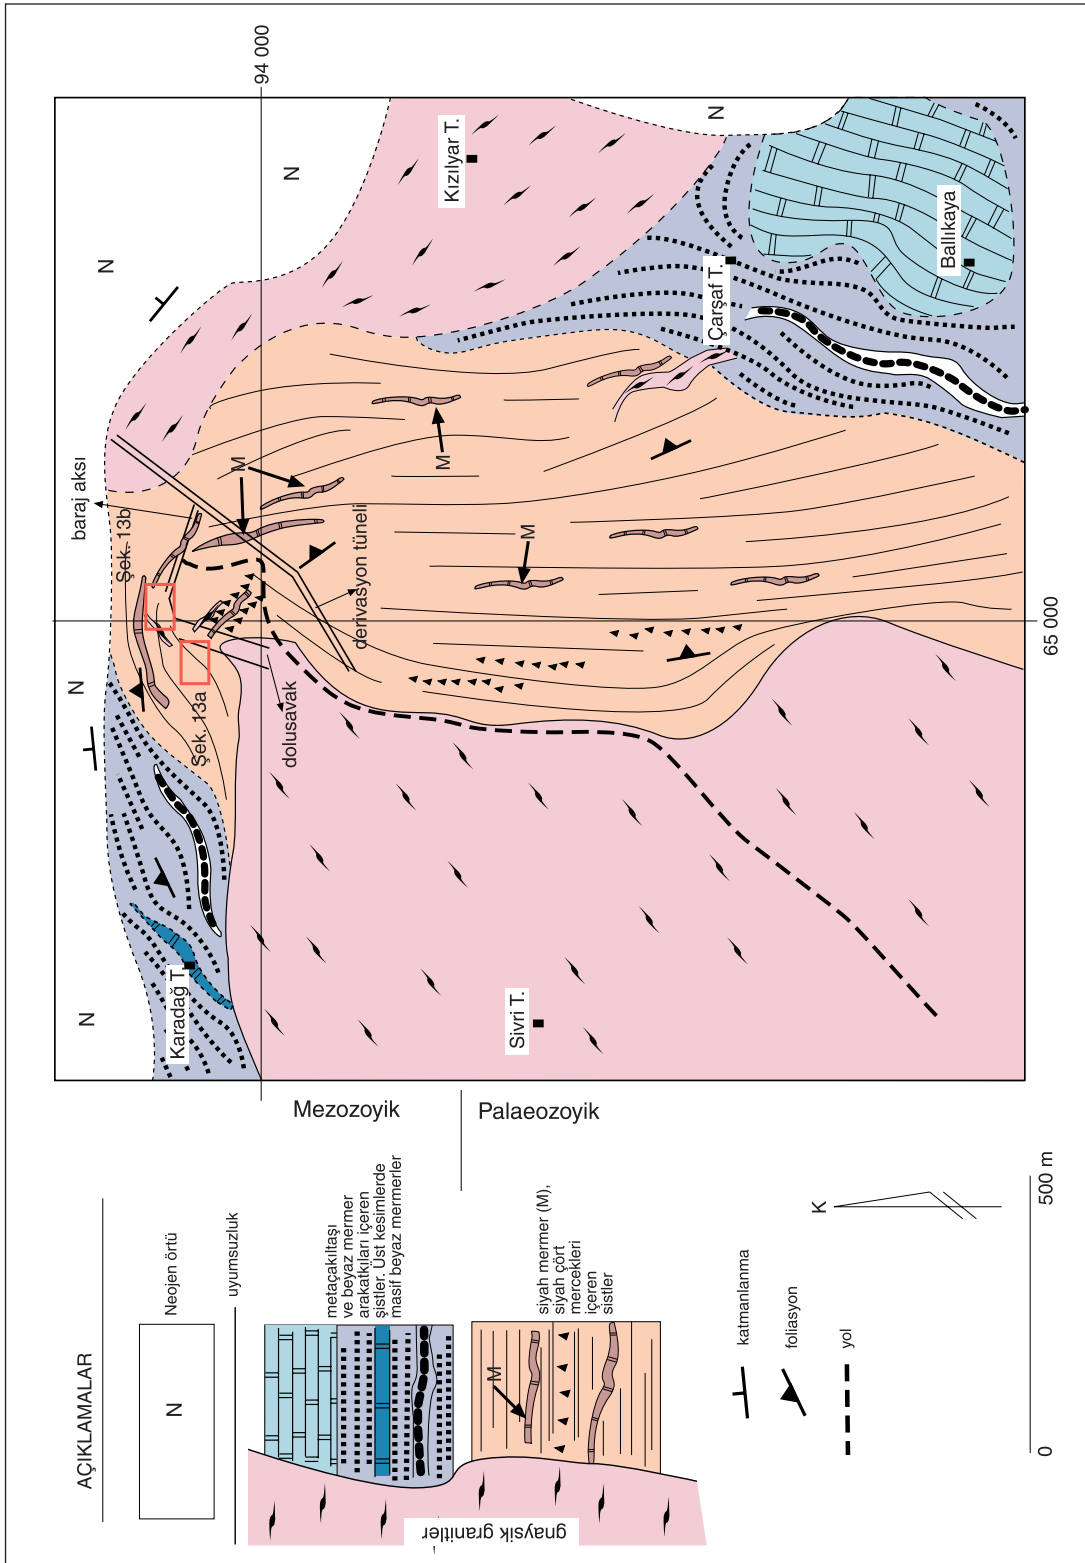 AÇIKLAMALAR
N
Neojen örtü
uyumsuzluk
metaçakıltaşı
ve beyaz mermer
arakatkıları içeren
şistler. Üst kesimlerde
masif beyaz mermerler
M
siyah mermer (M),
siyah çört
mercekleri
içeren
sistler
gnaysik granitler
Mezozoyik
Palaeozoyik
katmanlanma
foliasyon
yol
K
0
500 m
94 000
65 000
N
N
N
N
N
Karadağ T.
Sivri T.
Şek. 13a
Şek. 13b
dolusavak
derivasyon tüneli
baraj aksı
M
M
M
Kızılyar T.
Çarşaf T.
Ballıkaya